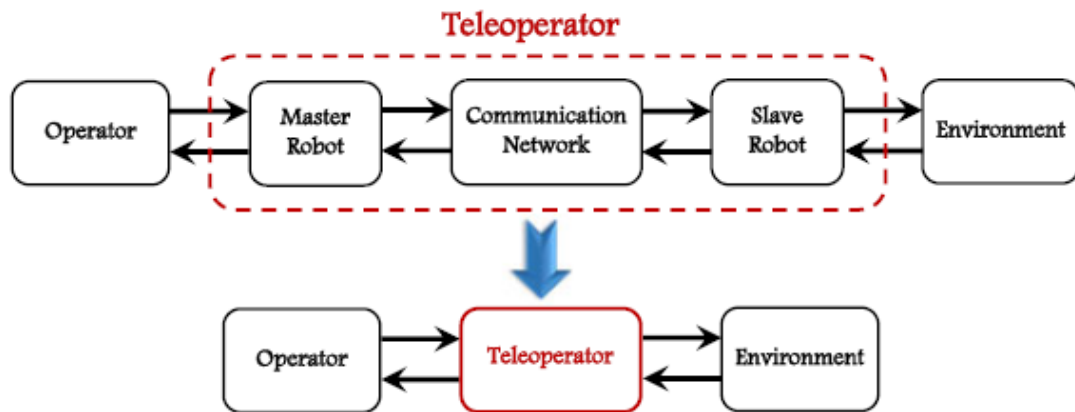 Teleoperator
Operator
Master
Robot
Communication
Network
Slave
Robot
Environment
Operator
Teleoperator
Environment